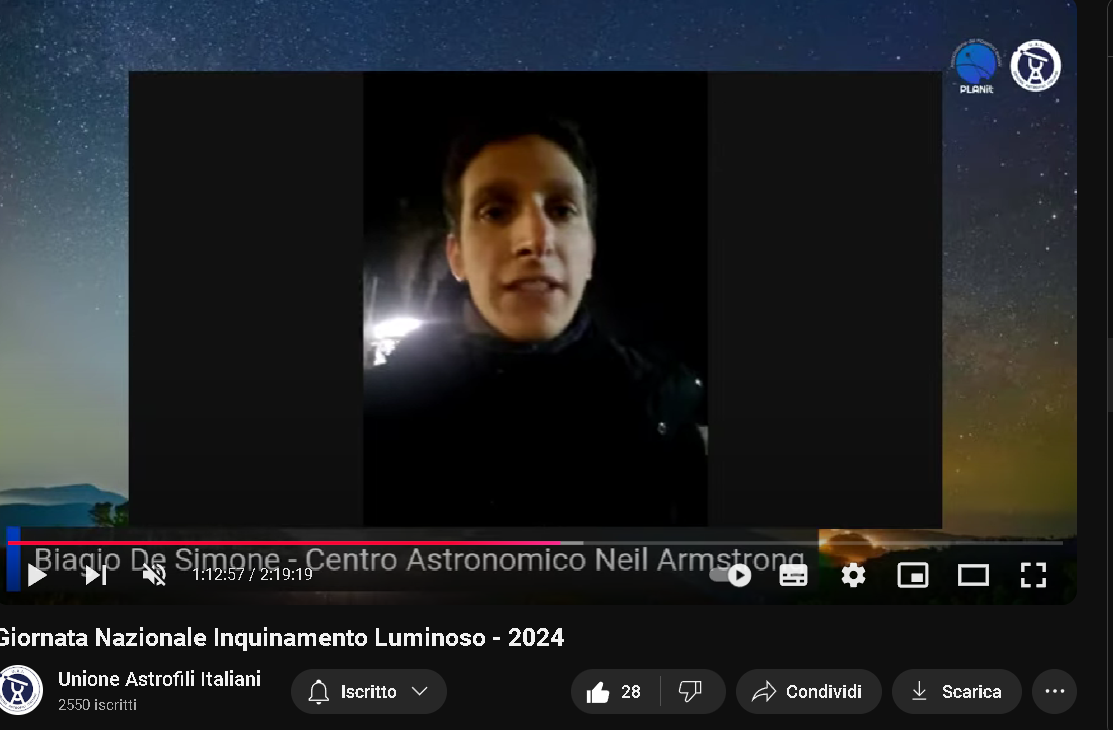 PLANit
Biagio De Simone - Centro Astronomico Neil Armstrong
1:12:57 / 2:19:19
Giornata Nazionale Inquinamento Luminoso - 2024
Unione Astrofili Italiani
2550 iscritti
Iscritto
28
Condividi
Scarica